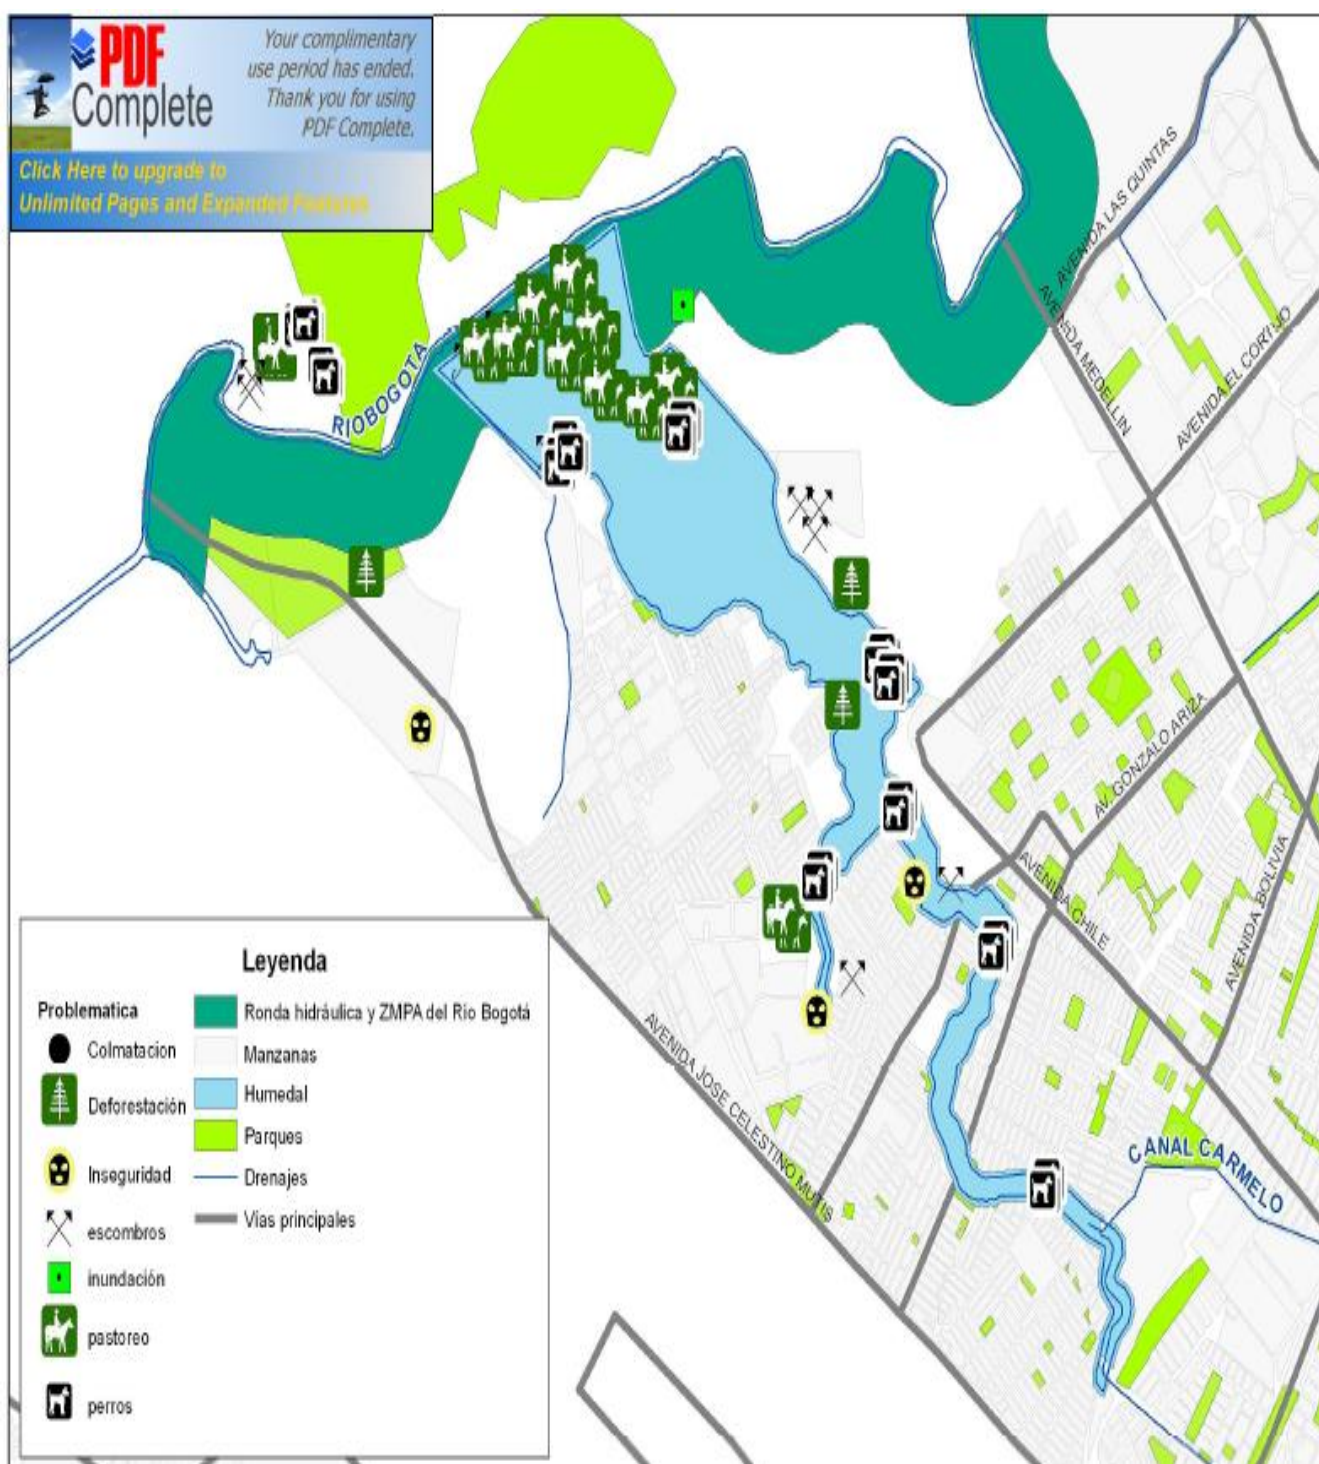 PDF
Complete
Your complimentary
use period has ended.
Thank you for using
PDF Complete.
Click Here to upgrade to
Unlimited Pages and Expanded Features
AVENIDA LAS QUINTAS
AVENIDA MEDELLIN
AVENIDA EL CORTIJO
RIOBOGOTA
AV. GONZALO ARIZA
AVENIDA CHILE
AVENIDA BOLIVIA
AVENIDA JOSE CELESTINO MUTIS
CANAL CARMELO
Leyenda
Problematica
Colmatacion
Deforestación
Inseguridad
escombros
inundación
pastoreo
perros
Ronda hidráulica y ZMPA del Rio Bogotá
Manzanas
Humedal
Parques
Drenajes
Vias principales